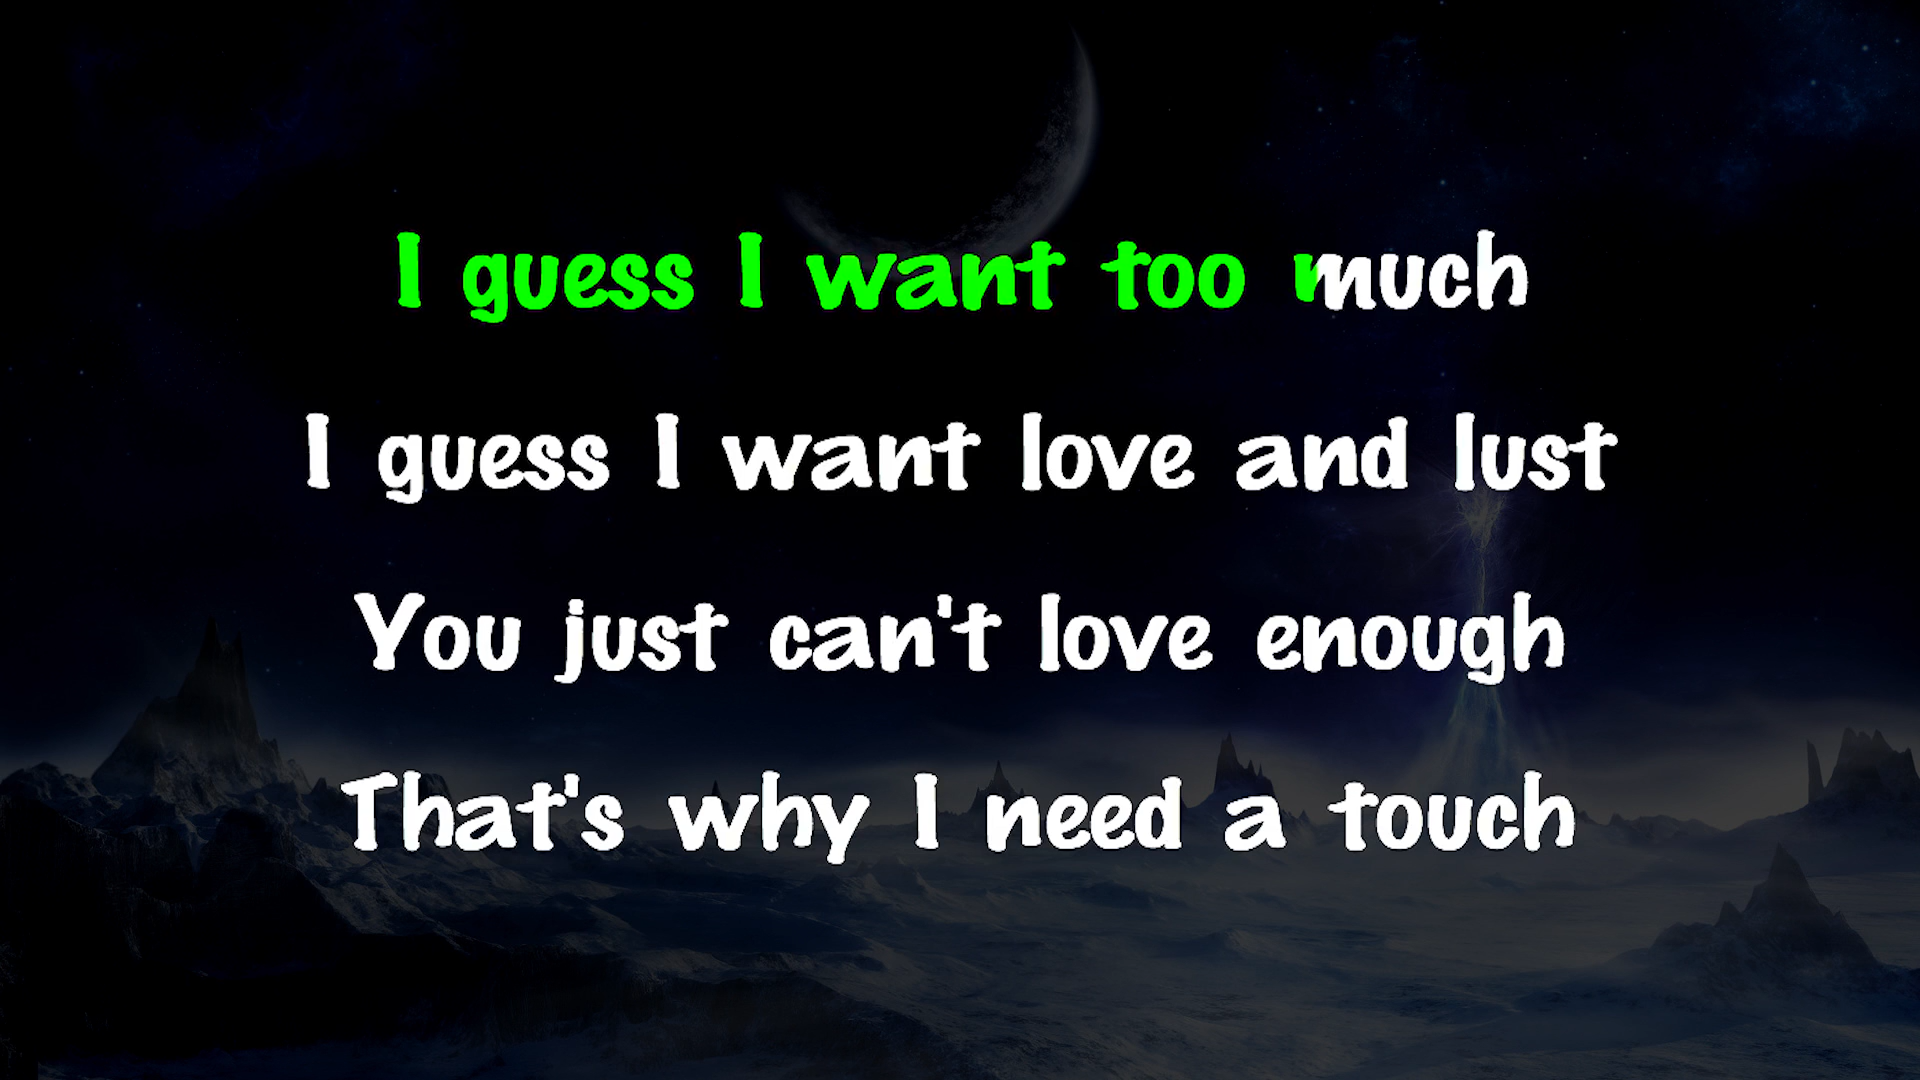 I guess I want too much
I guess I want love and lust
You just can't love enough
That's why I need a touch